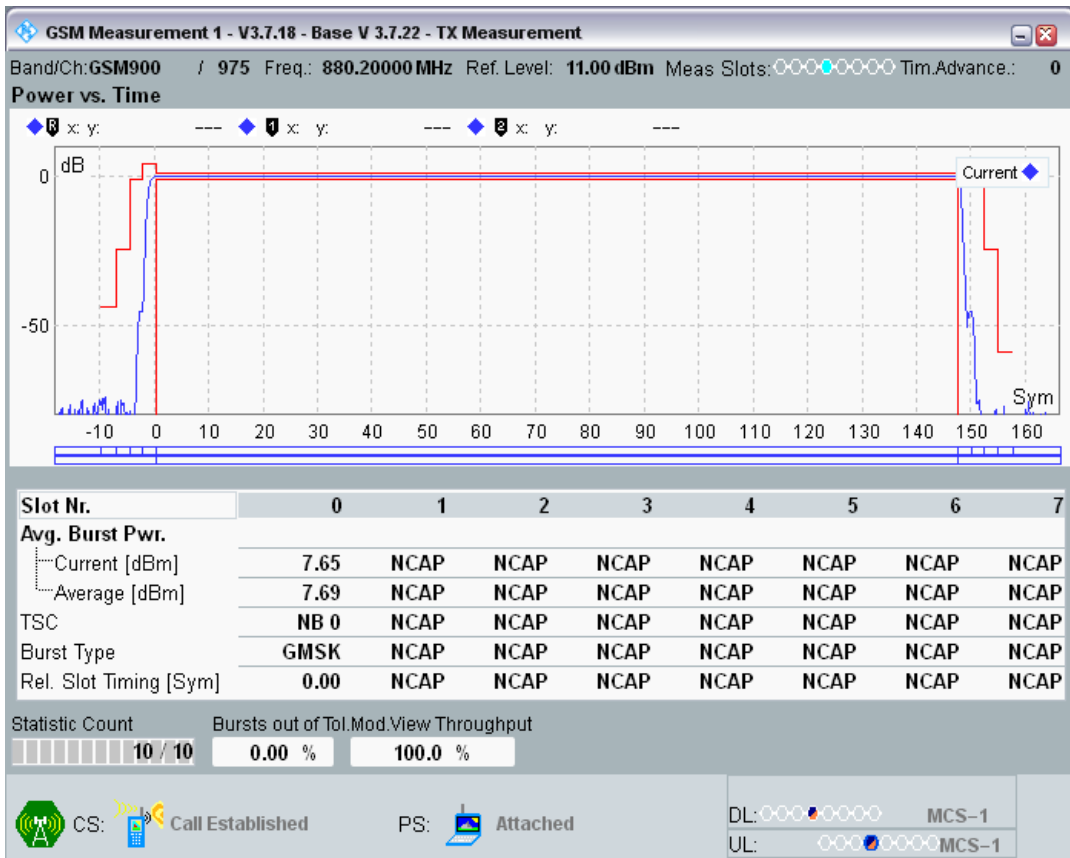 GSM Measurement 1 - V3.7.18 - Base V 3.7.22 - TX Measurement
Band/Ch:GSM900 / 975 Freq.: 880.20000 MHz Ref. Level: 11.00 dBm Meas Slots: Tim.Advance.: 0
Power vs. Time
R x: y: --- 1 x: y: --- 2 x: y: ---
dB
Current
0
-50
Sym
-10 0 10 20 30 40 50 60 70 80 90 100 110 120 130 140 150 160
Slot Nr. 0 1 2 3 4 5 6 7
Avg. Burst Pwr.
Current [dBm] 7.65 NCAP NCAP NCAP NCAP NCAP NCAP NCAP
Average [dBm] 7.69 NCAP NCAP NCAP NCAP NCAP NCAP NCAP
TSC NB 0 NCAP NCAP NCAP NCAP NCAP NCAP NCAP
Burst Type GMSK NCAP NCAP NCAP NCAP NCAP NCAP NCAP
Rel. Slot Timing [Sym] 0.00 NCAP NCAP NCAP NCAP NCAP NCAP NCAP
Statistic Count Bursts out of Tol.Mod.View Throughput
10 / 10 0.00 % 100.0 %
CS: Call Established PS: Attached
DL: MCS-1
UL: MCS-1